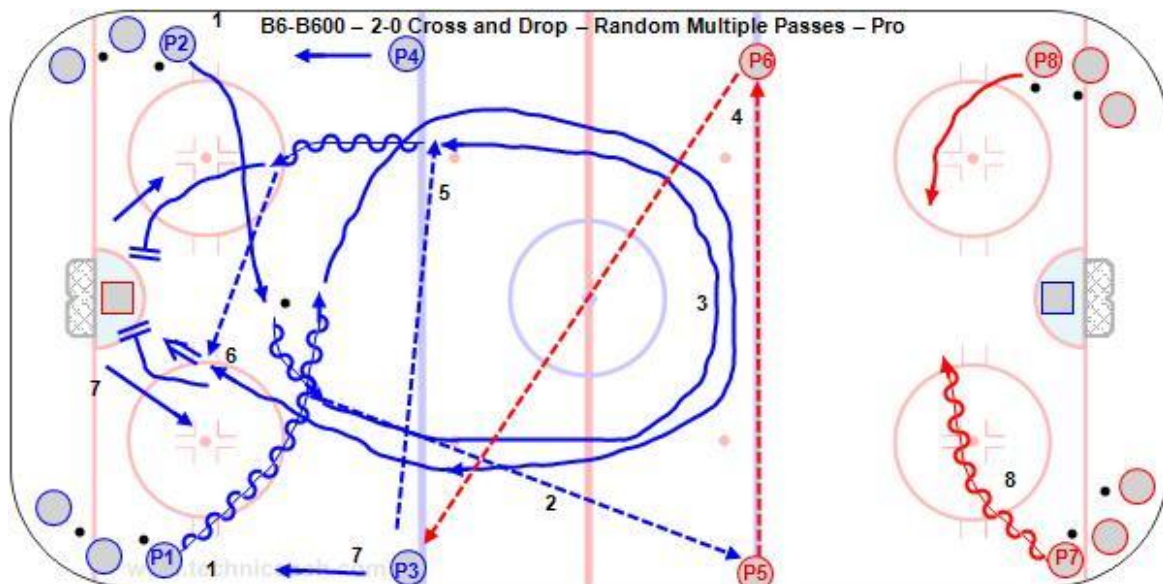 1
B6-B600 – 2-0 Cross and Drop – Random Multiple Passes – Pro
P2
P4
P6
P8
4
5
3
6
7
8
2
7
1
P1
P3
P5
P7